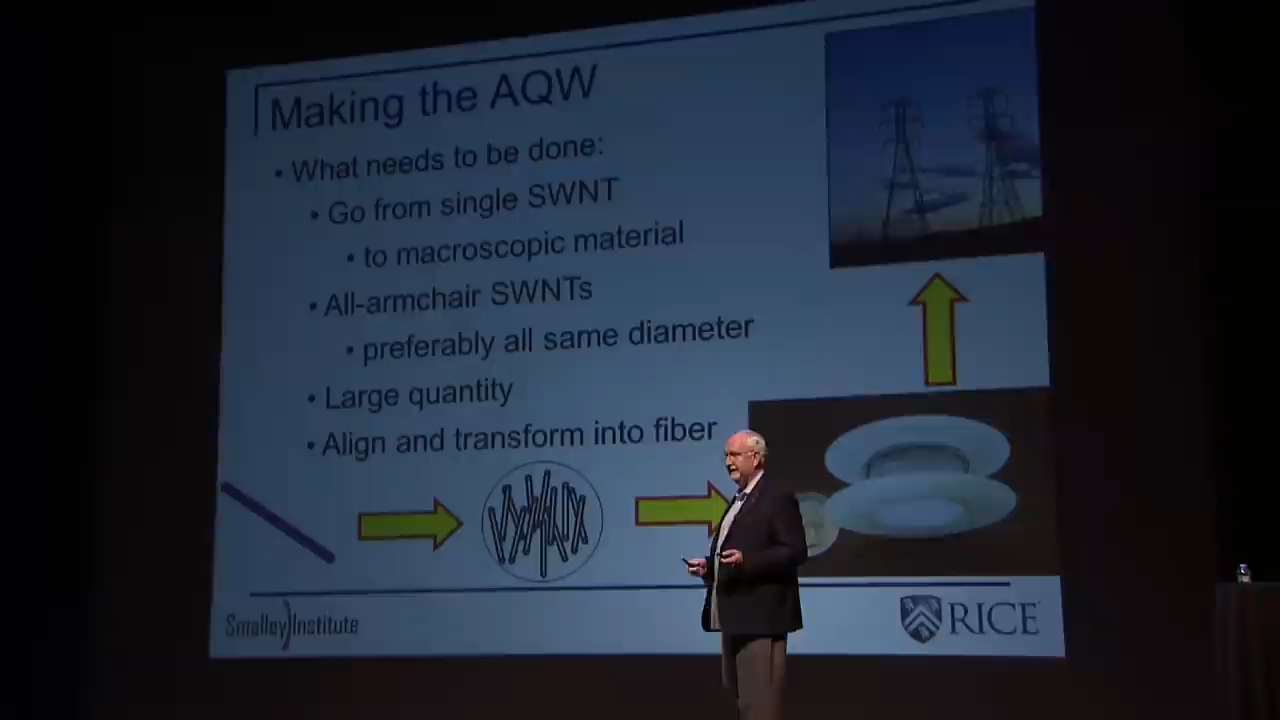 Making the AQW
• What needs to be done:
• Go from single SWNT
• to macroscopic material
• All-armchair SWNTs
• preferably all same diameter
• Large quantity
• Align and transform into fiber
Smalley Institute
RICE